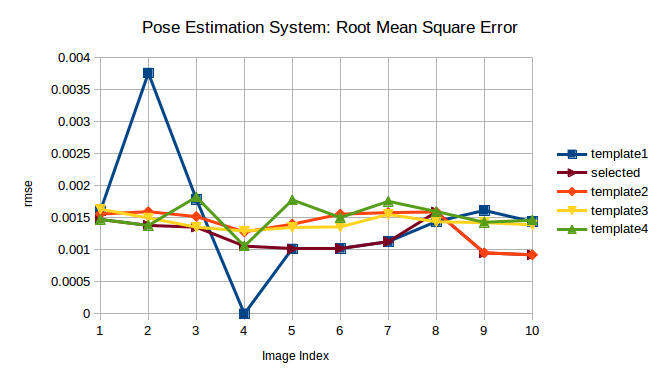 Pose Estimation System: Root Mean Square Error
0.004
0.0035
0.003
0.0025
0.002
0.0015
0.001
0.0005
0
rmse
1 2 3 4 5 6 7 8 9 10
Image Index
template1
selected
template2
template3
template4